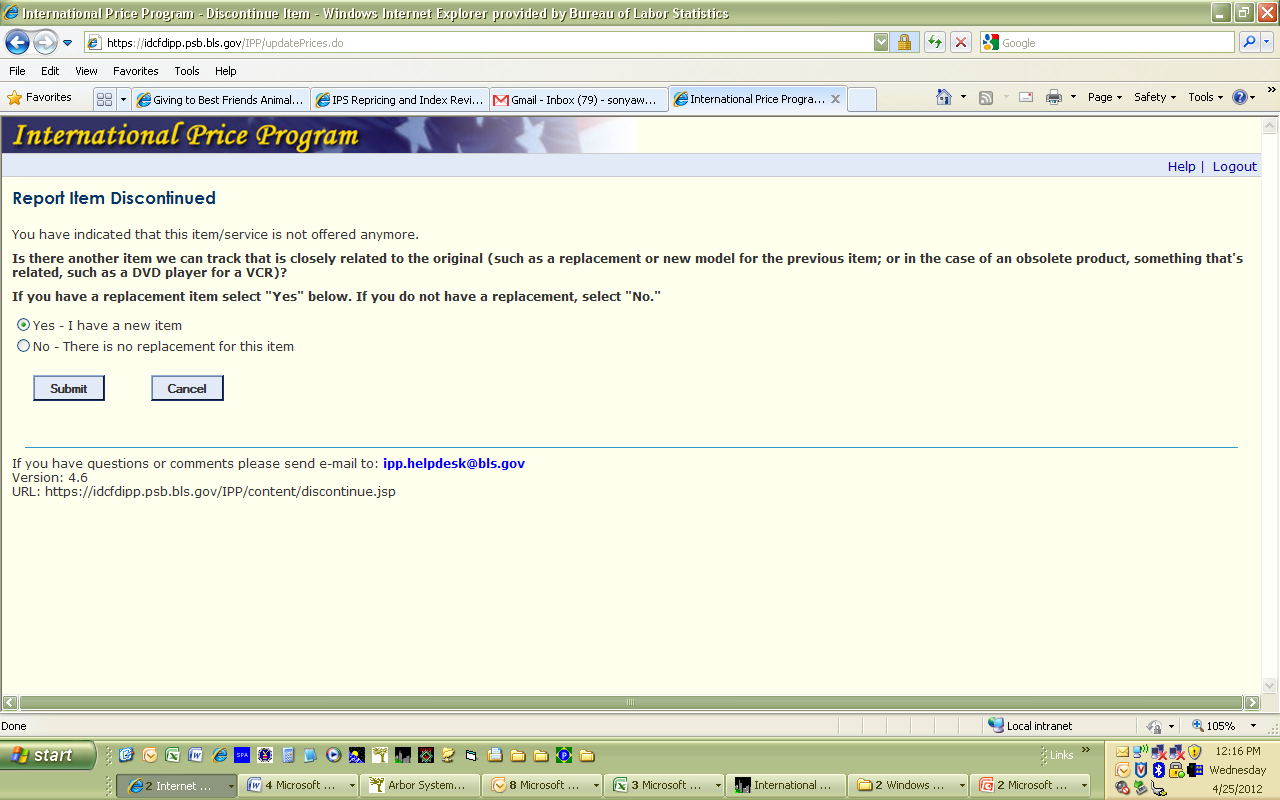 International Price Program - Discontinue Item - Windows Internet Explorer provided by Bureau of Labor Statistics
https://idcfdipp.psb.bls.gov/IPP/updatePrices.do
Google
File Edit View Favorites Tools Help
Favorites
Giving to Best Friends Animal...
IPS Repricing and Index Revi...
Gmail - Inbox (79) - sonyaw...
International Price Progra...
Page Safety Tools
International Price Program
Help | Logout
Report Item Discontinued
You have indicated that this item/service is not offered anymore.
Is there another item we can track that is closely related to the original (such as a replacement or new model for the previous item; or in the case of an obsolete product, something that's
related, such as a DVD player for a VCR)?
If you have a replacement item select "Yes" below. If you do not have a replacement, select "No."
Yes - I have a new item
No - There is no replacement for this item
Submit Cancel
If you have questions or comments please send e-mail to: ipp.helpdesk@bls.gov
Version: 4.6
URL: https://idcfdipp.psb.bls.gov/IPP/content/discontinue.jsp
Done
Local intranet
105%
start
SPA
Links
12:16 PM
2 Internet ...
4 Microsoft ...
Arbor System...
8 Microsoft ...
3 Microsoft ...
International ...
2 Windows ...
2 Microsoft ...
Wednesday
4/25/2012